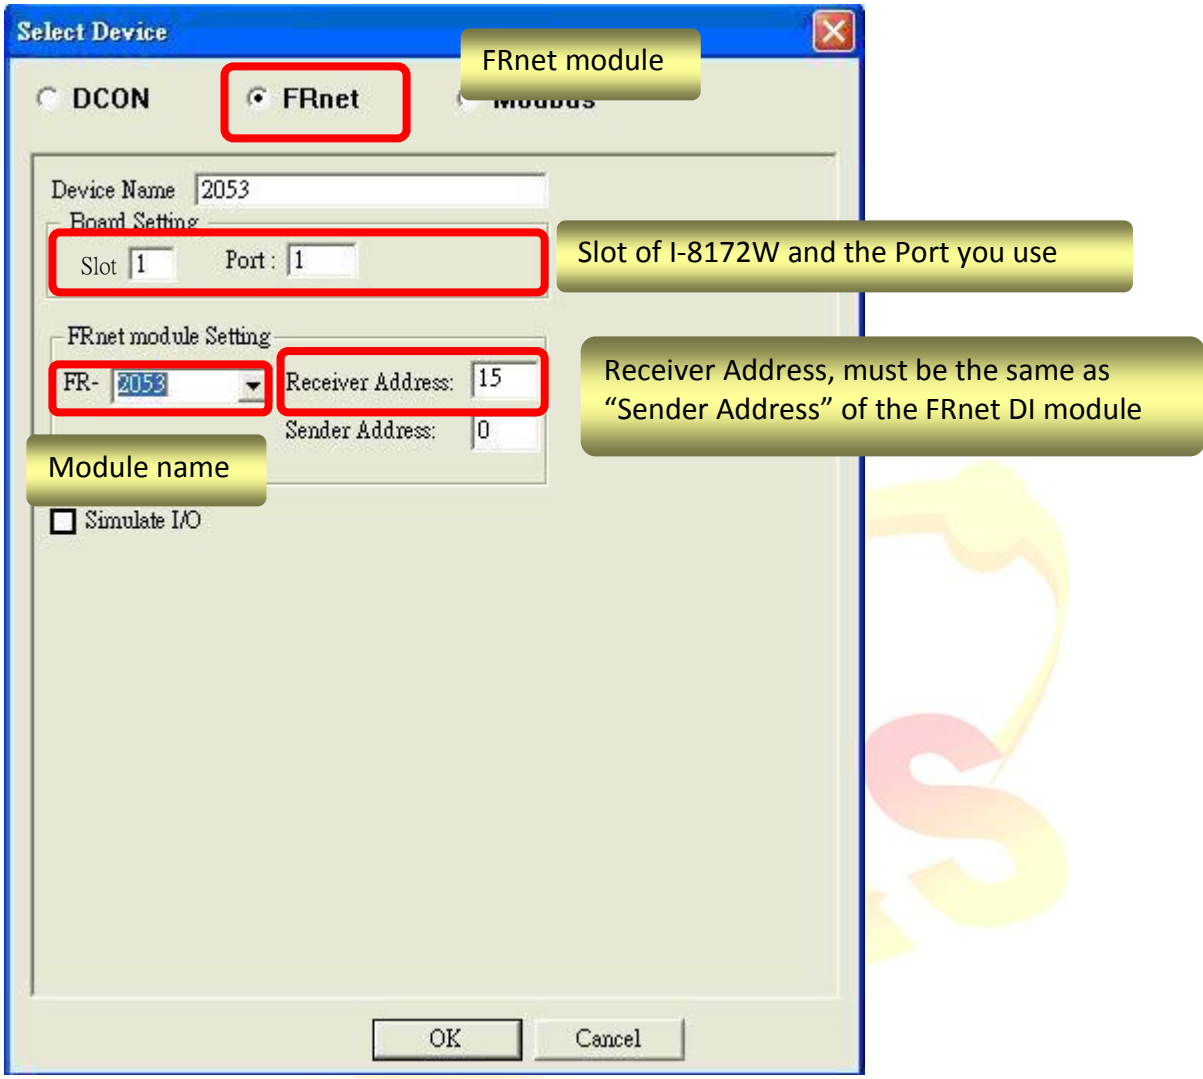 Select Device
FRnet module
DCON
FRnet
Modbus
Device Name 2053
Board Setting
Slot 1 Port : 1
Slot of I-8172W and the Port you use
FRnet module Setting
FR- 2053
Receiver Address: 15
Receiver Address, must be the same as
“Sender Address” of the FRnet DI module
Sender Address: 0
Module name
Simulate I/O
OK
Cancel